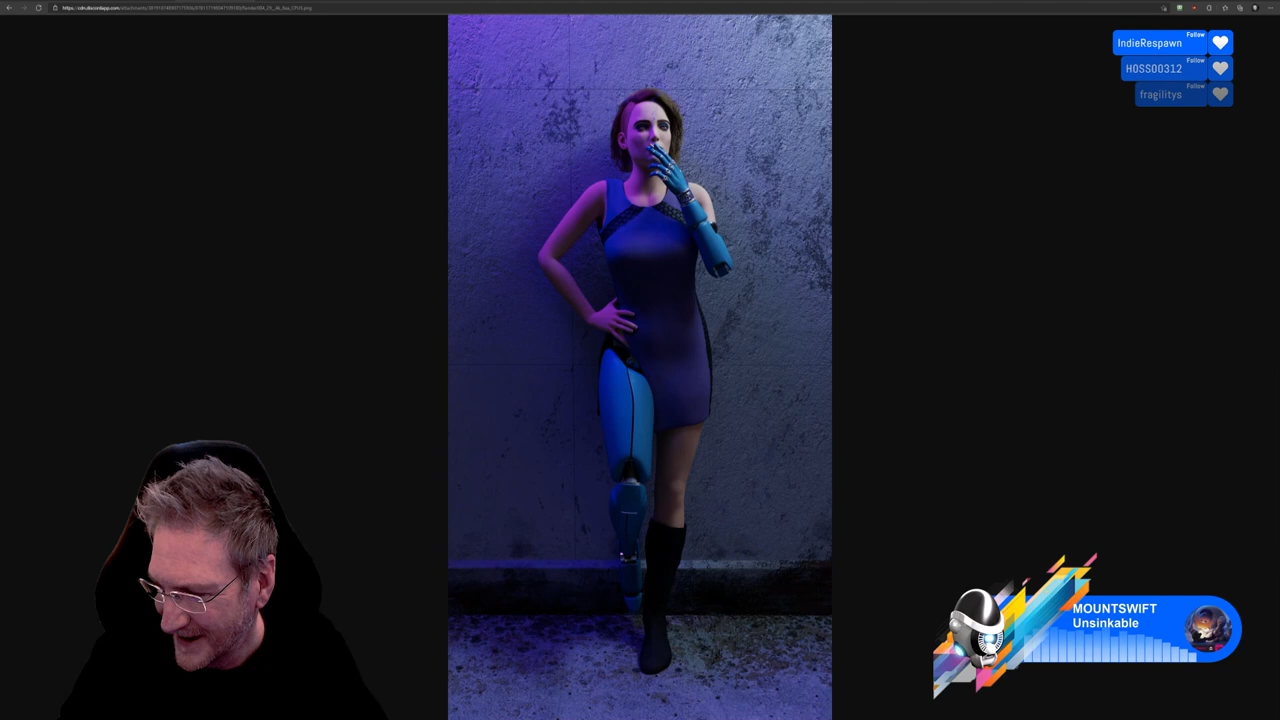 IndieRespawn
Follow
H0SS00312
Follow
fragilitys
Follow
MOUNTSWIFT
Unsinkable